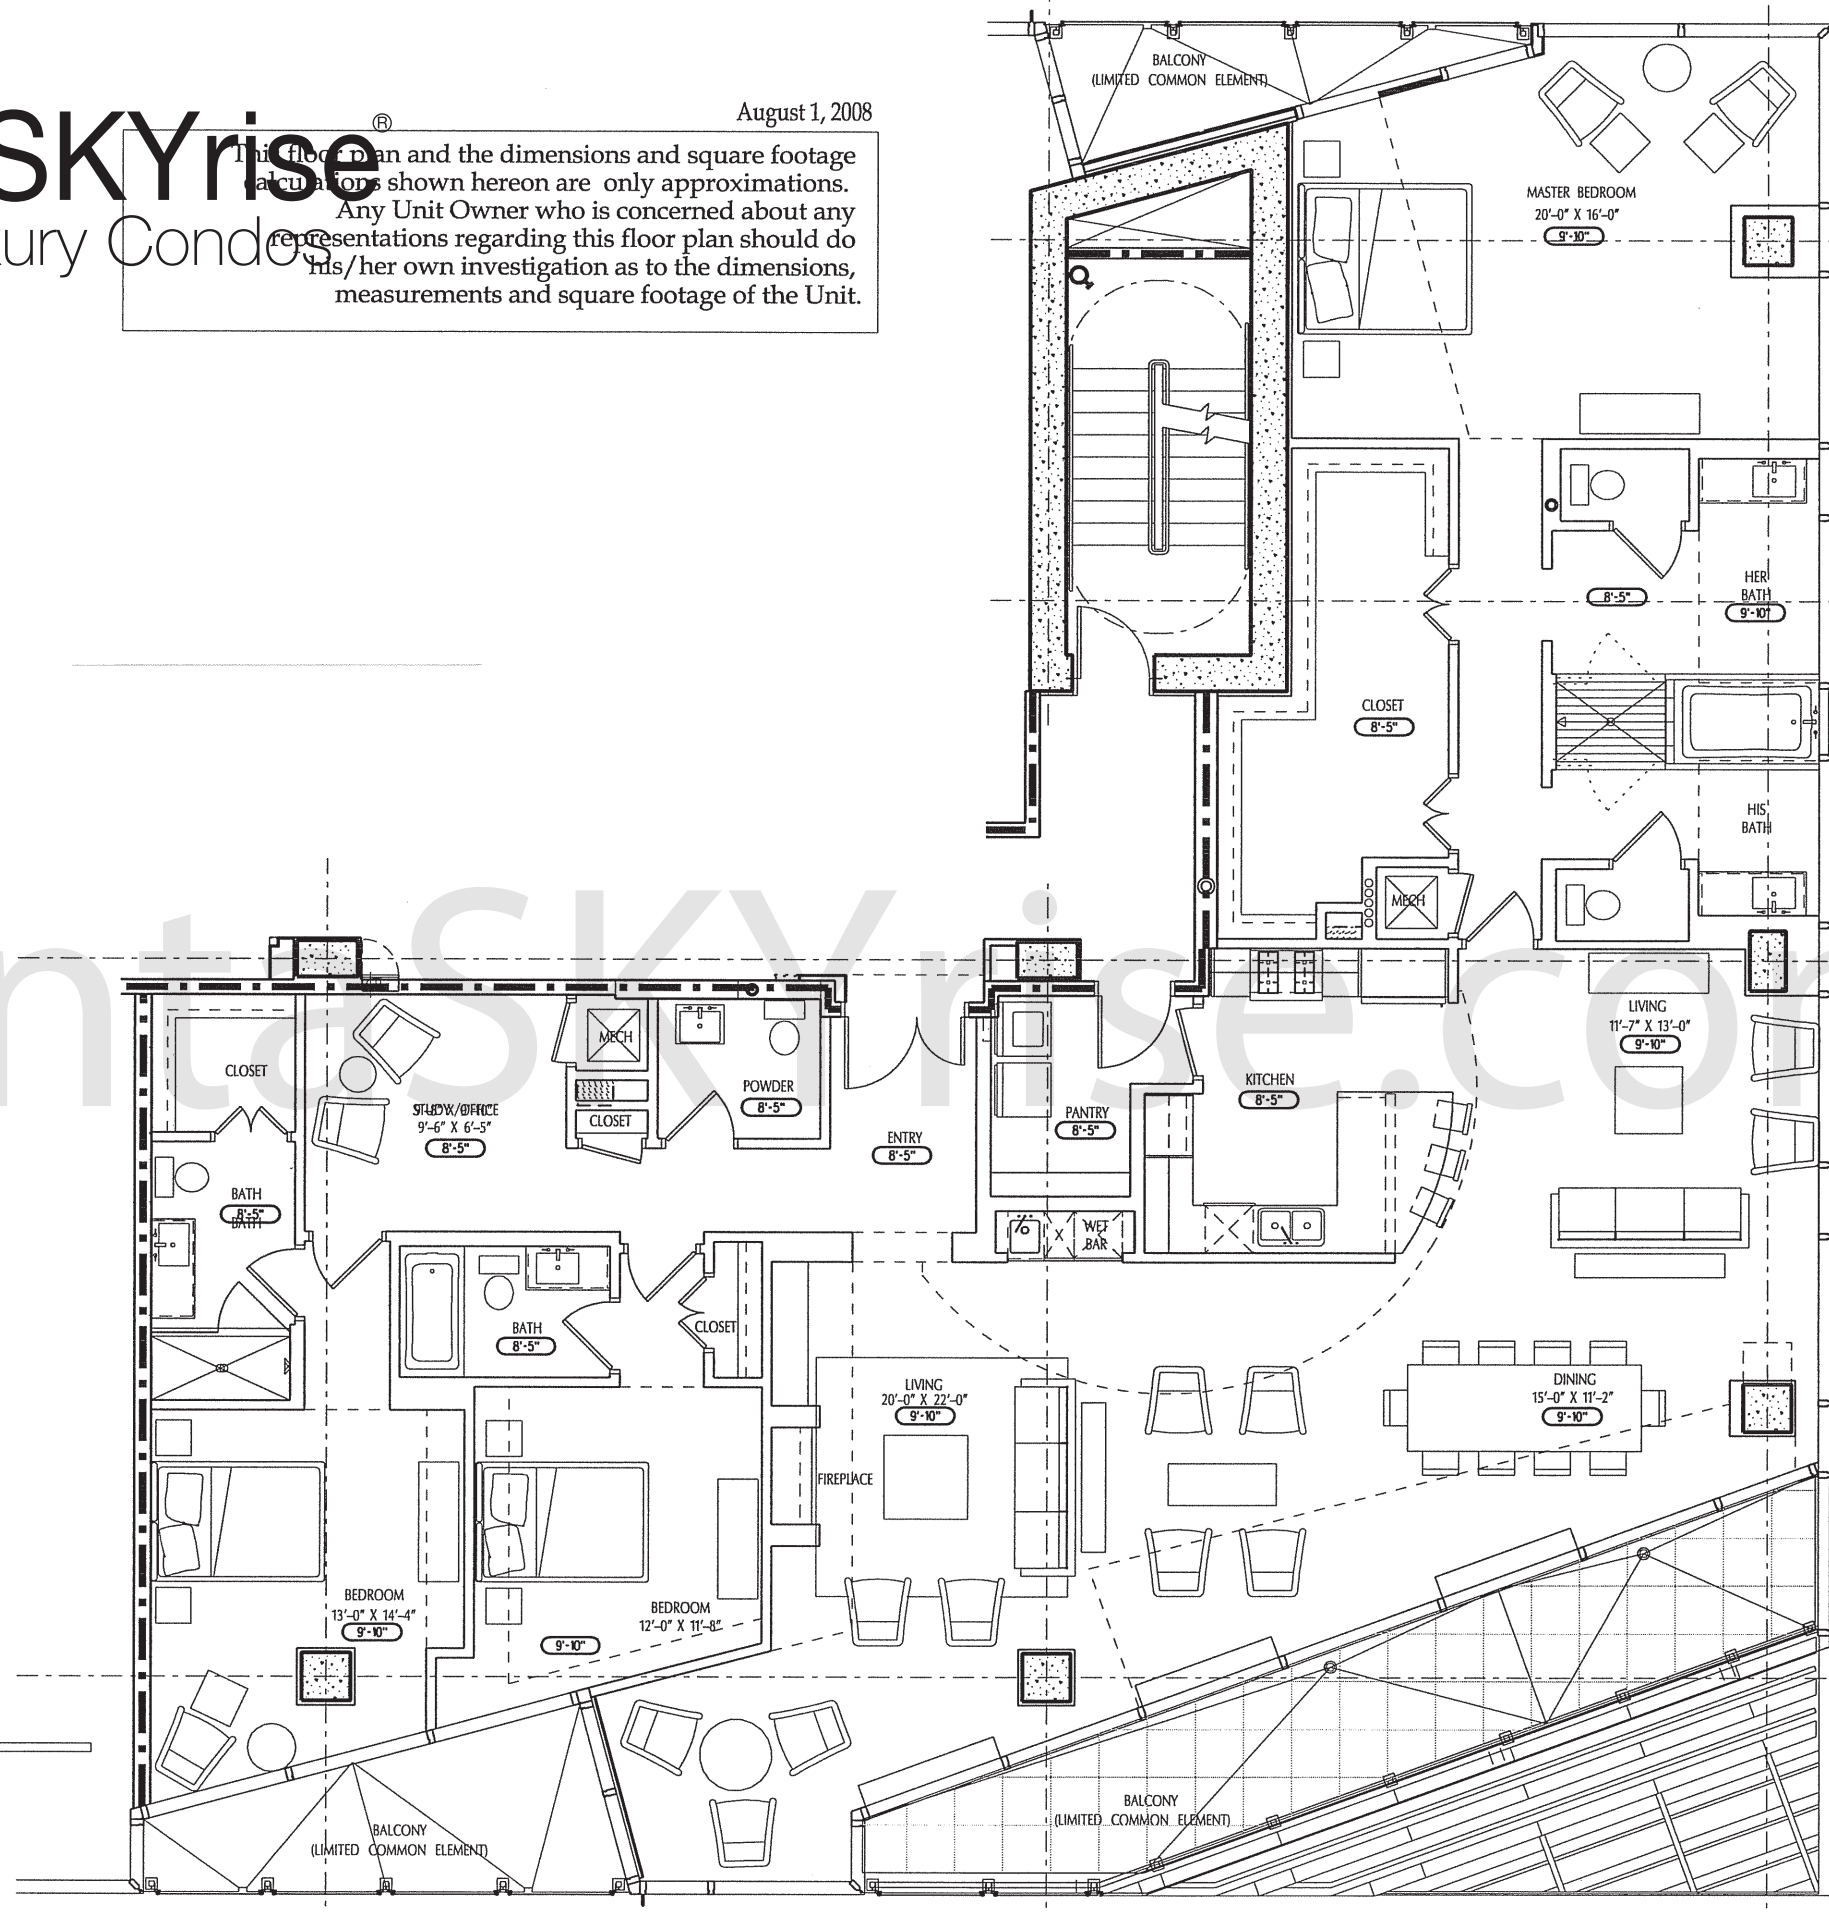 August 1, 2008
SKYrise®
ury Condos
This floor plan and the dimensions and square footage
calculations shown hereon are only approximations.
Any Unit Owner who is concerned about any
representations regarding this floor plan should do
his/her own investigation as to the dimensions,
measurements and square footage of the Unit.
BALCONY
(LIMITED COMMON ELEMENT)
MASTER BEDROOM
20'-0" X 16'-0"
9'-10"
HER
BATH
9'-10"
8'-5"
CLOSET
8'-5"
HIS
BATH
MECH
ntaSKYrise.co
LIVING
11'-7" X 13'-0"
9'-10"
KITCHEN
8'-5"
PANTRY
8'-5"
WET
BAR
X
ENTRY
8'-5"
POWDER
8'-5"
MECH
CLOSET
STUDY/OFFICE
9'-6" X 6'-5"
8'-5"
CLOSET
BATH
8'-5"
BATH
BATH
8'-5"
CLOSET
LIVING
20'-0" X 22'-0"
9'-10"
FIREPLACE
DINING
15'-0" X 11'-2"
9'-10"
BEDROOM
13'-0" X 14'-4"
9'-10"
BEDROOM
12'-0" X 11'-8"
9'-10"
BALCONY
(LIMITED COMMON ELEMENT)
BALCONY
(LIMITED COMMON ELEMENT)